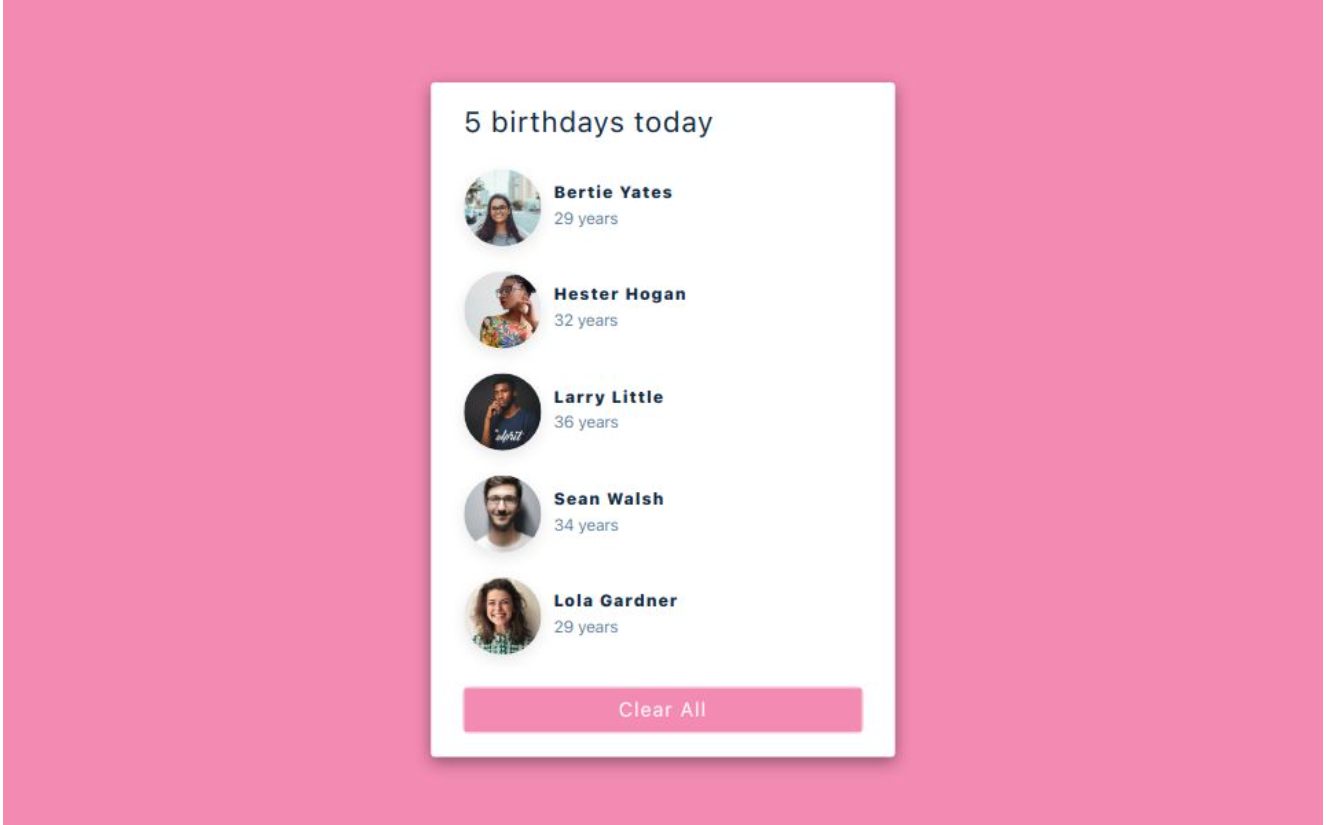 5 birthdays today
Bertie Yates
29 years
Hester Hogan
32 years
Larry Little
36 years
Sean Walsh
34 years
Lola Gardner
29 years
Clear All